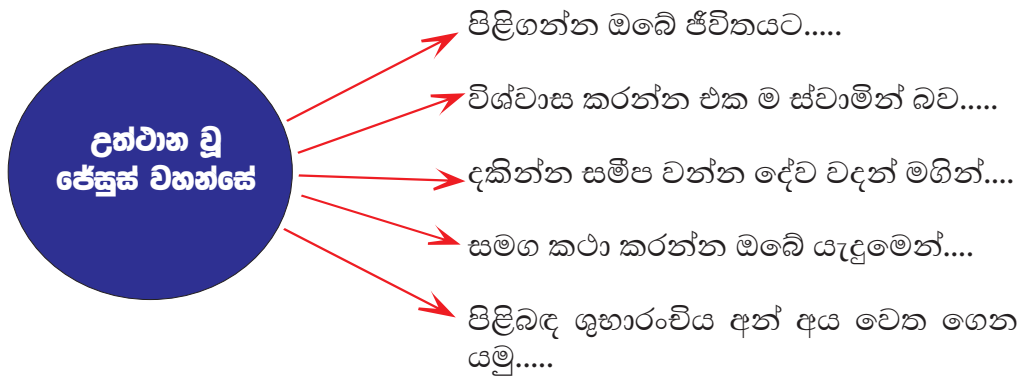 උත්ථාන වූ
ජේසුස් වහන්සේ
පිළිගන්න ඔබේ ජීවිතයට.....
විශ්වාස කරන්න එක ම ස්වාමින් බව.....
දකින්න සමීප වන්න දේව වදන් මගින්....
සමග කථා කරන්න ඔබේ යැදුමෙන්....
පිළිබඳ ශුභාරංචිය අන් අය වෙත ගෙන
යමු.....